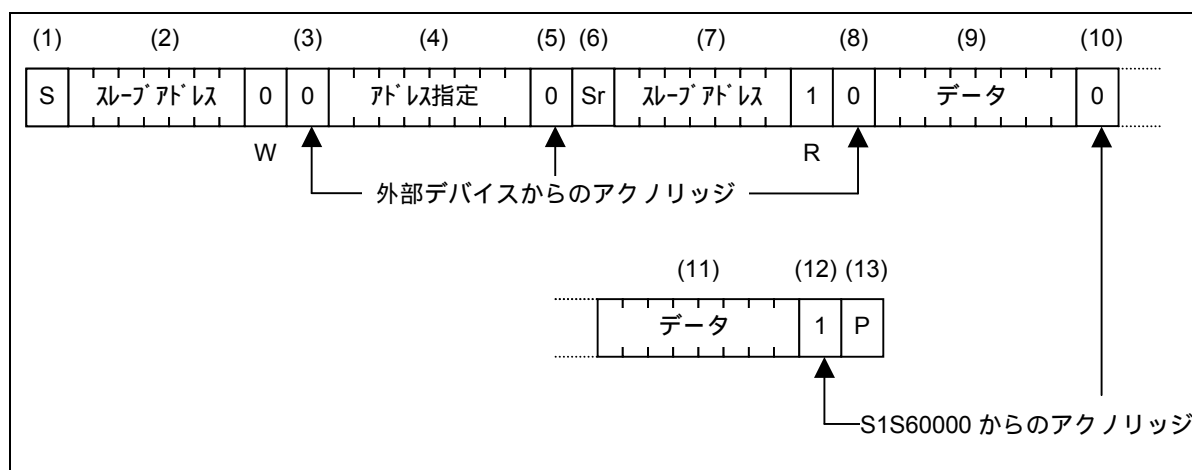 (1) (2) (3) (4) (5) (6) (7) (8) (9) (10)
S ｽﾚｰﾌﾞｱﾄﾞﾚｽ 0 0 ｱﾄﾞﾚｽ指定 0 Sr ｽﾚｰﾌﾞｱﾄﾞﾚｽ 1 0 データ 0
W R
外部デバイスからのアクノリッジ
(11) (12) (13)
データ 1 P
S1S60000 からのアクノリッジ